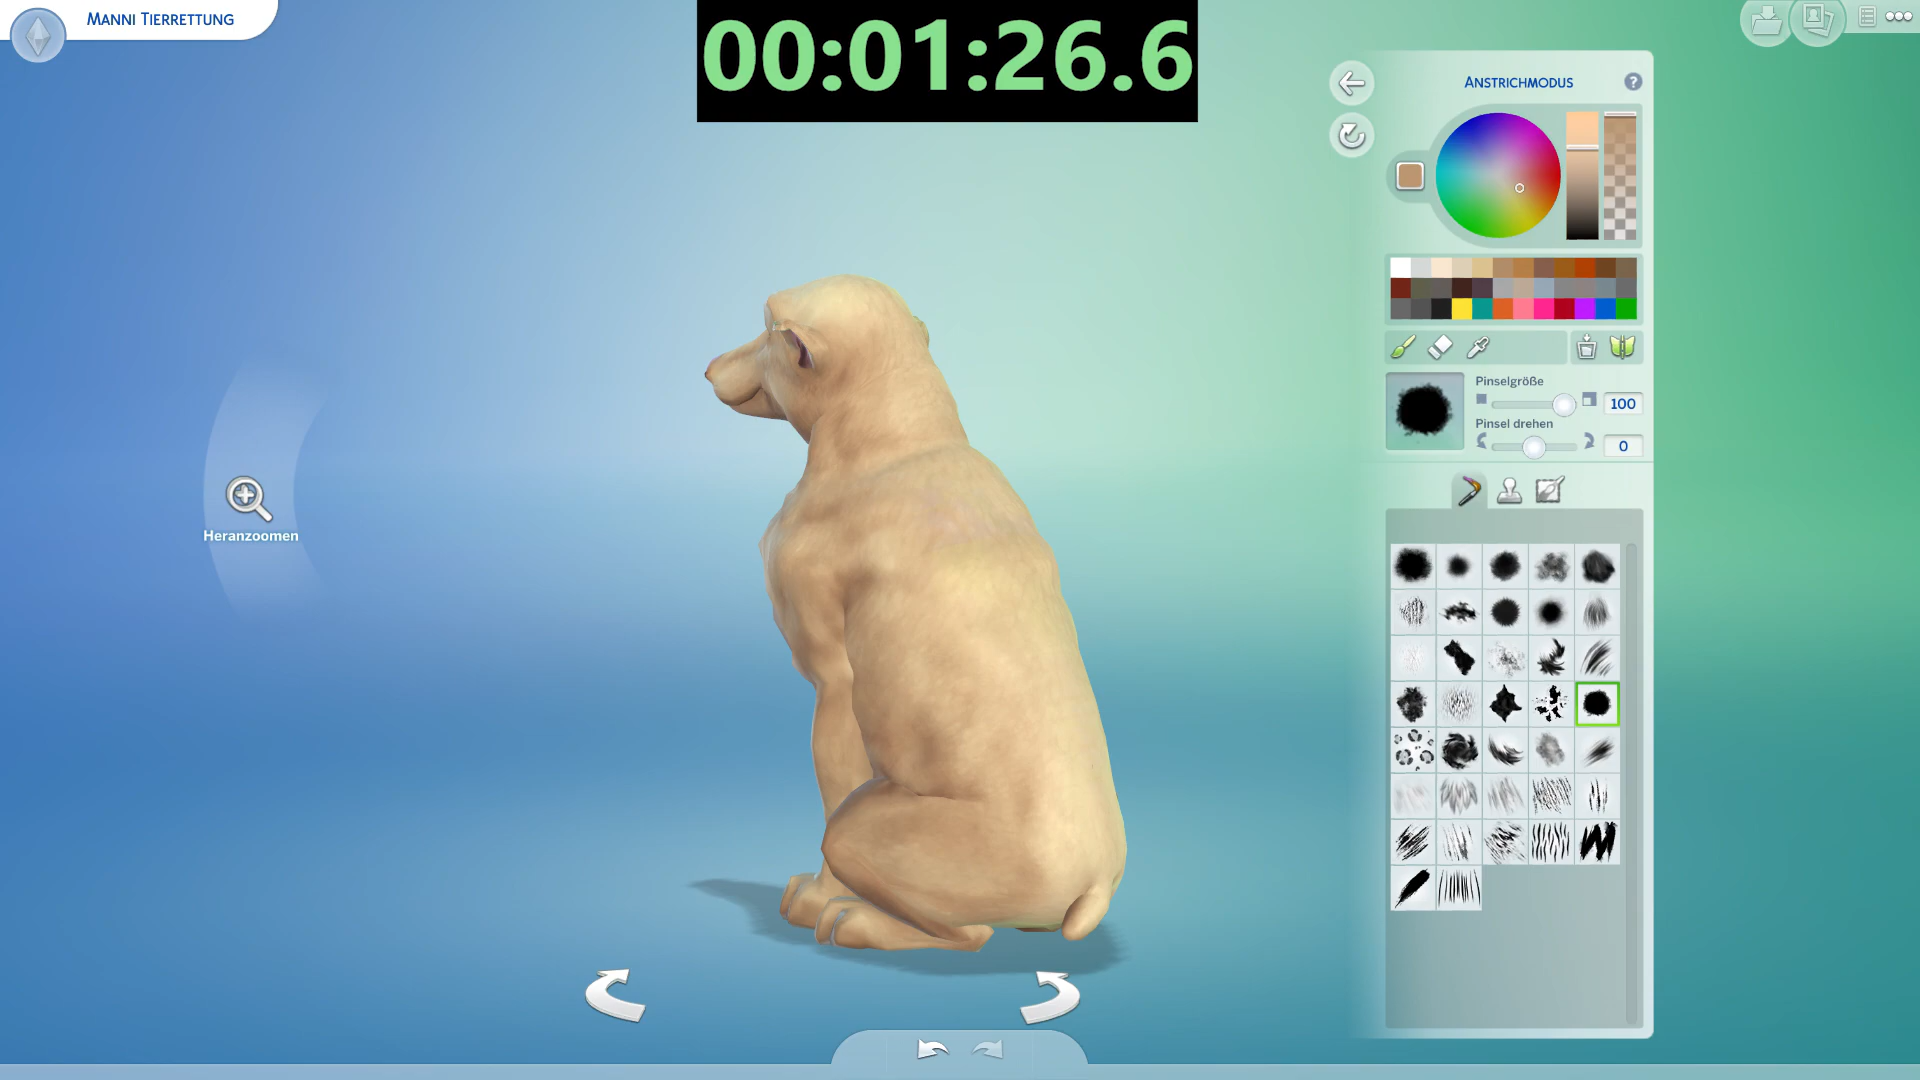 MANNI TIERRETTUNG
00:01:26.6
ANSTRICHMODUS
?
Pinselgröße
100
Pinsel drehen
0
Heranzoomen